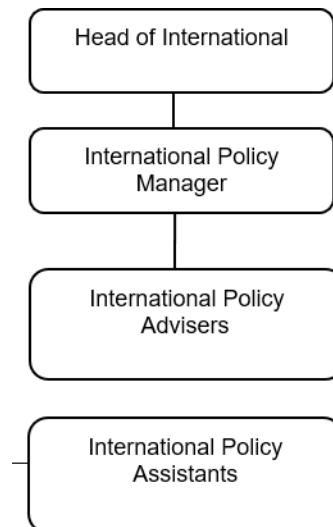 Head of International
International Policy
Manager
International Policy
Advisers
International Policy
Assistants